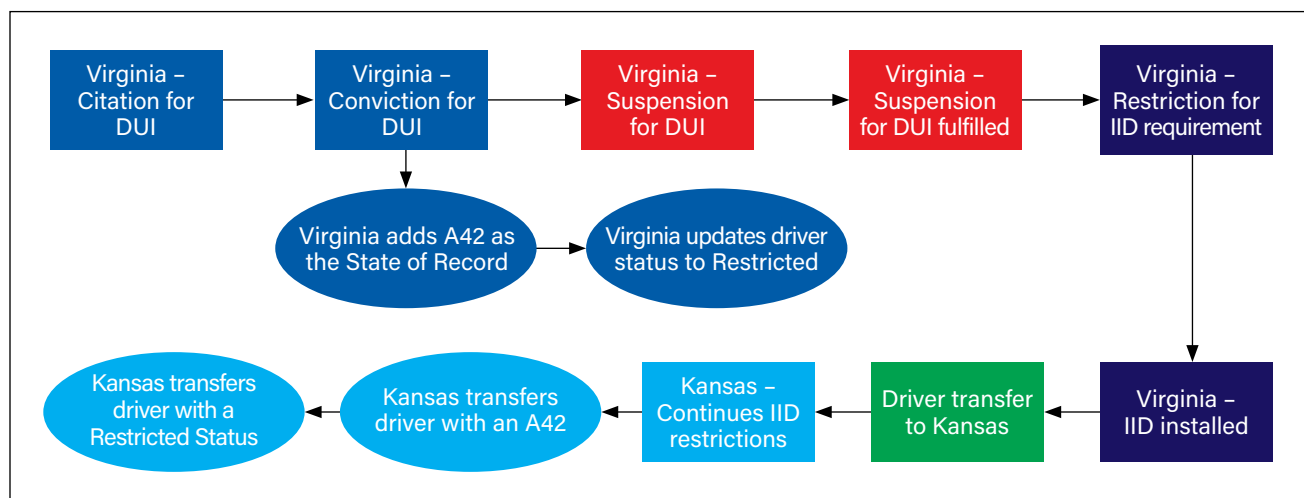 Virginia –
Citation for
DUI
Virginia –
Conviction for
DUI
Virginia –
Suspension
for DUI
Virginia –
Suspension
for DUI fulfilled
Virginia –
Restriction for
IID requirement
Virginia adds A42 as
the State of Record
Virginia updates driver
status to Restricted
Kansas transfers
driver with a
Restricted Status
Kansas transfers
driver with an A42
Kansas –
Continues IID
restrictions
Driver transfer
to Kansas
Virginia –
IID installed